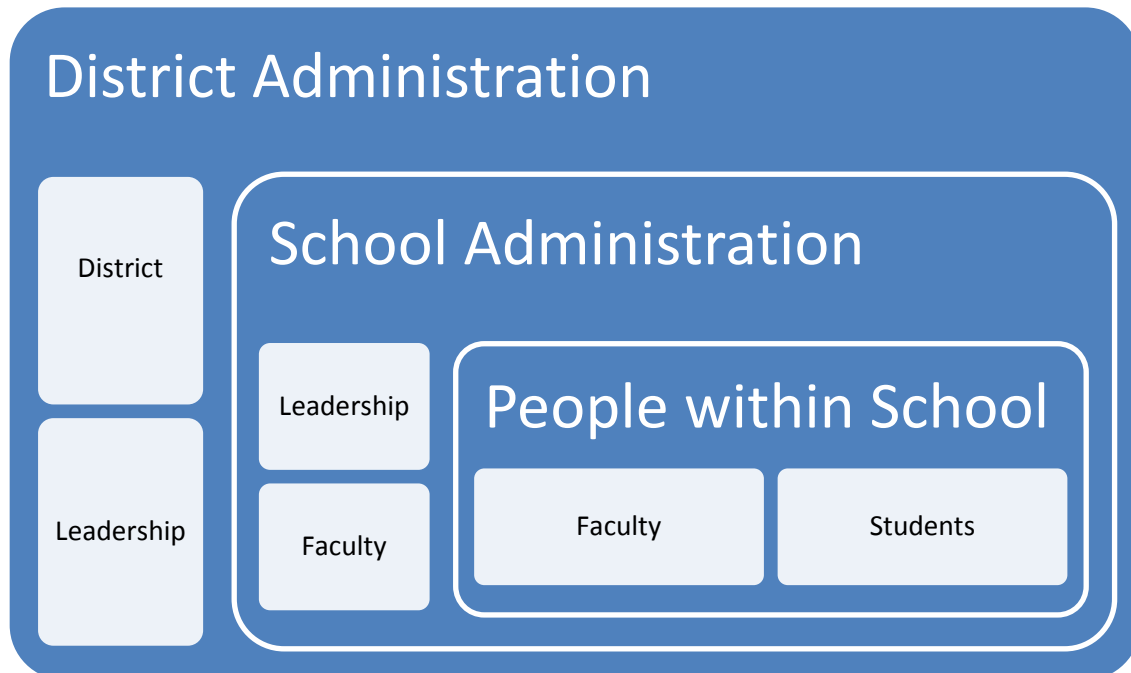 District Administration
District
Leadership
School Administration
Leadership
Faculty
People within School
Faculty
Students